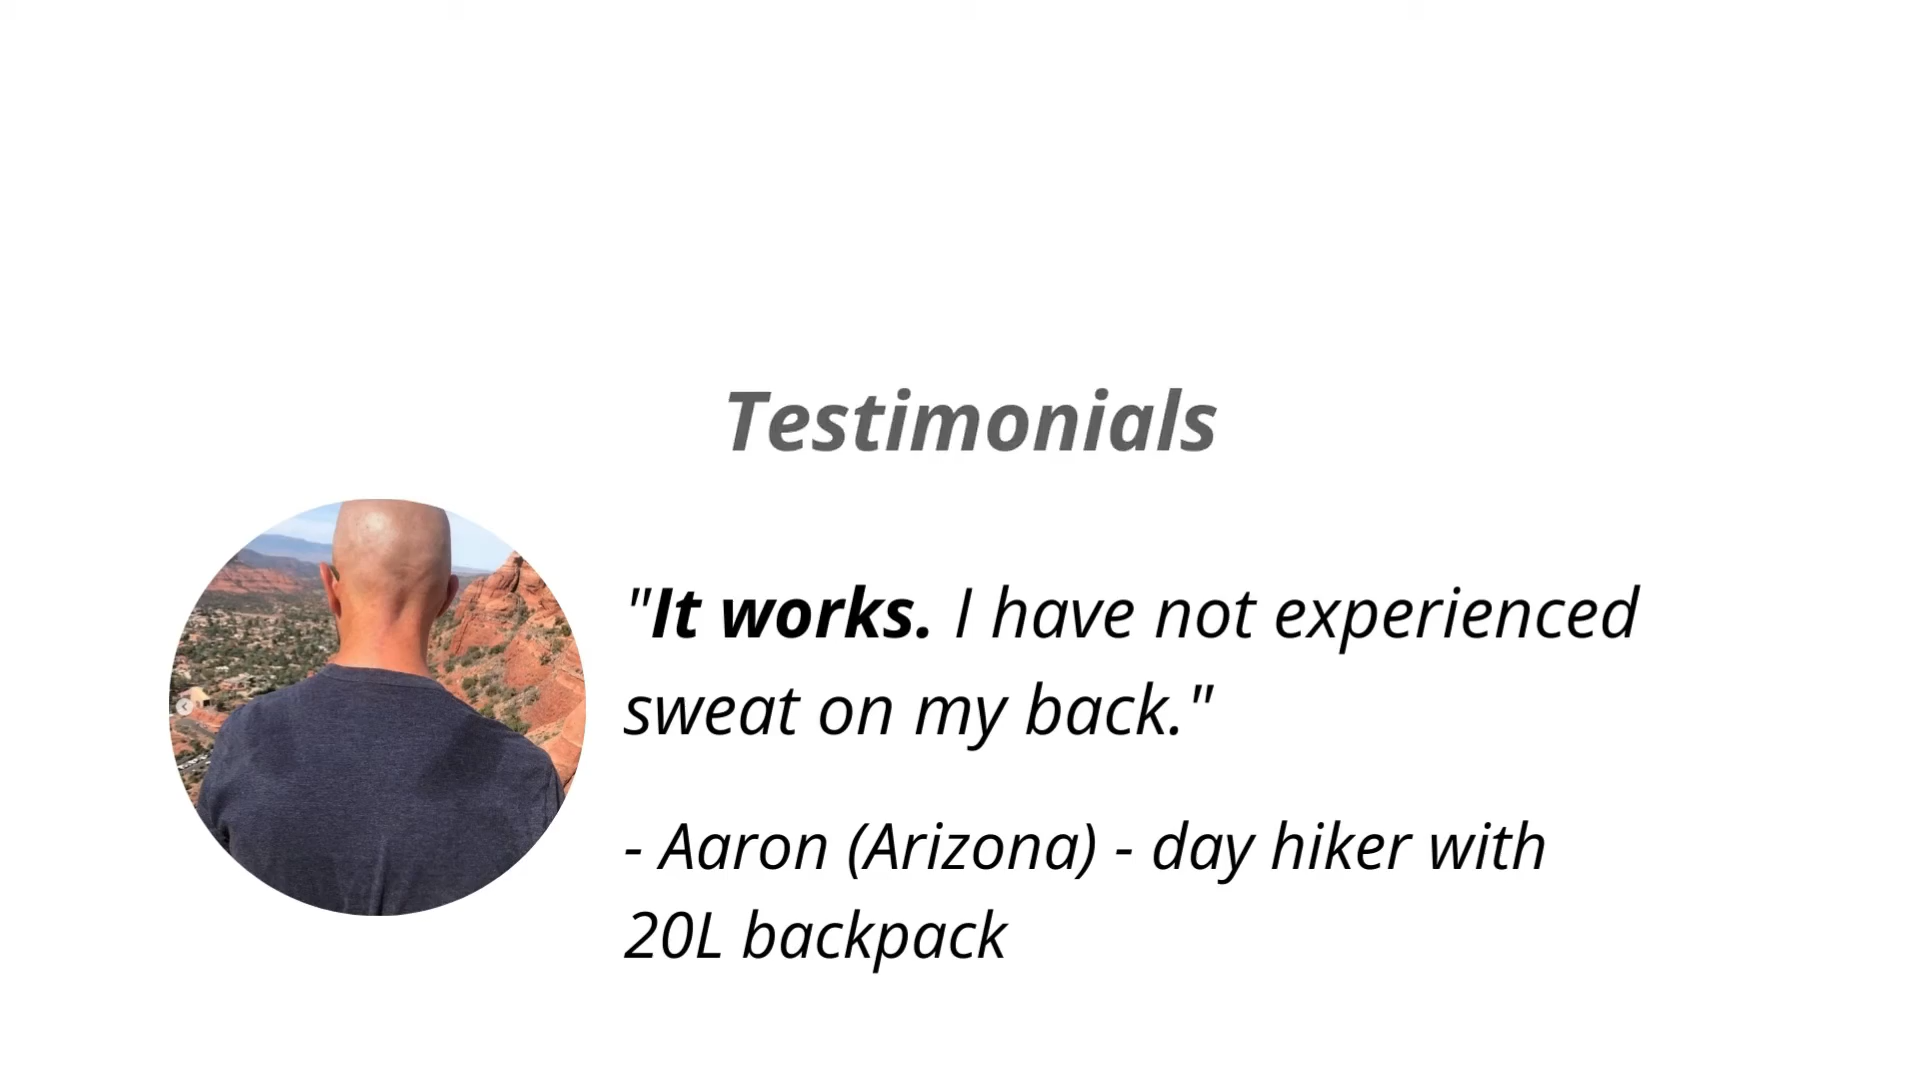 Testimonials
"It works. I have not experienced
sweat on my back."
- Aaron (Arizona) - day hiker with
20L backpack